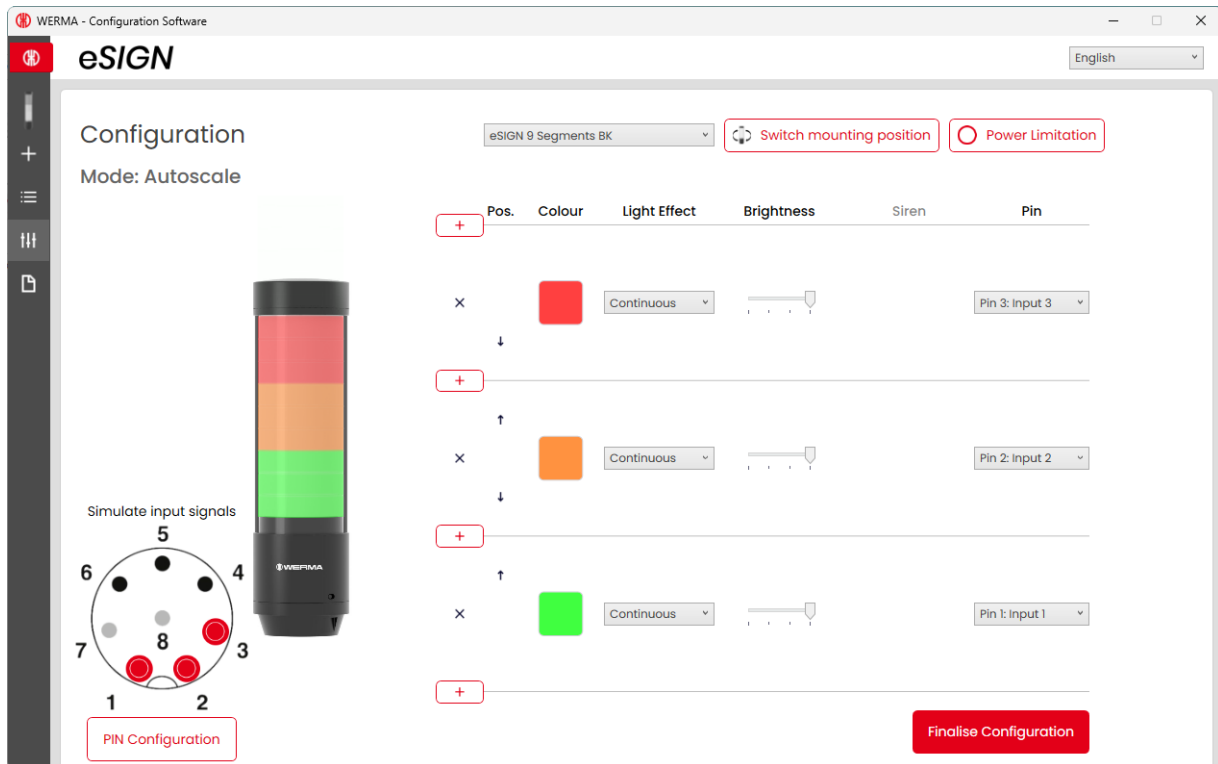 WERMA - Configuration Software
eSIGN
English
Configuration
eSIGN 9 Segments BK
Switch mounting position
Power Limitation
Mode: Autoscale
Pos. Colour Light Effect Brightness Siren Pin
+
× Continuous Pin 3: Input 3
+
× Continuous Pin 2: Input 2
+
× Continuous Pin 1: Input 1
+
WERMA
Simulate input signals
5
6 4
7 8 3
1 2
PIN Configuration
Finalise Configuration